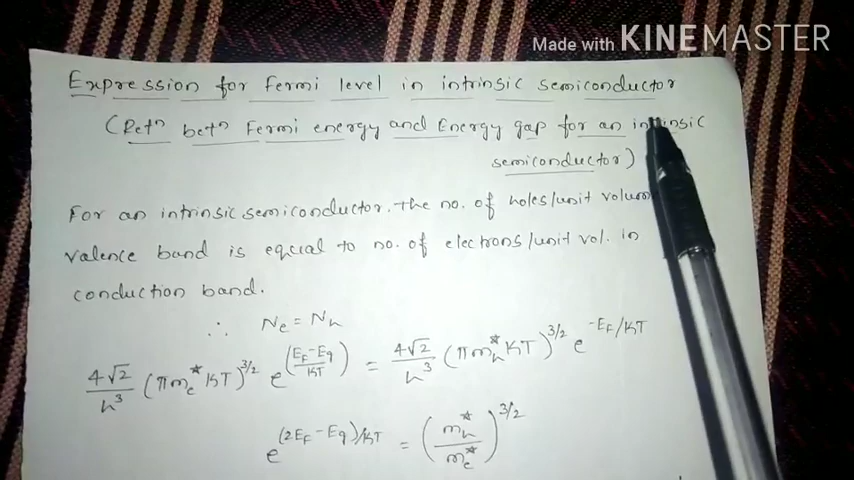 Made with KINEMASTER
Expression for Fermi level in intrinsic semiconductor
(Retⁿ betⁿ Fermi energy and Energy gap for an intrinsic
semiconductor)
For an intrinsic semiconductor. The no. of holes/unit volum
valence band is equal to no. of electrons/unit vol. in
conduction band.
∴ Ne = Nh
4√2/h³ (πme* KT)^3/2 e^((EF-Eg)/KT) = 4√2/h³ (πmh* KT)^3/2 e^-EF/KT
e^(2EF-Eg)/KT = (mh*/me*)^3/2